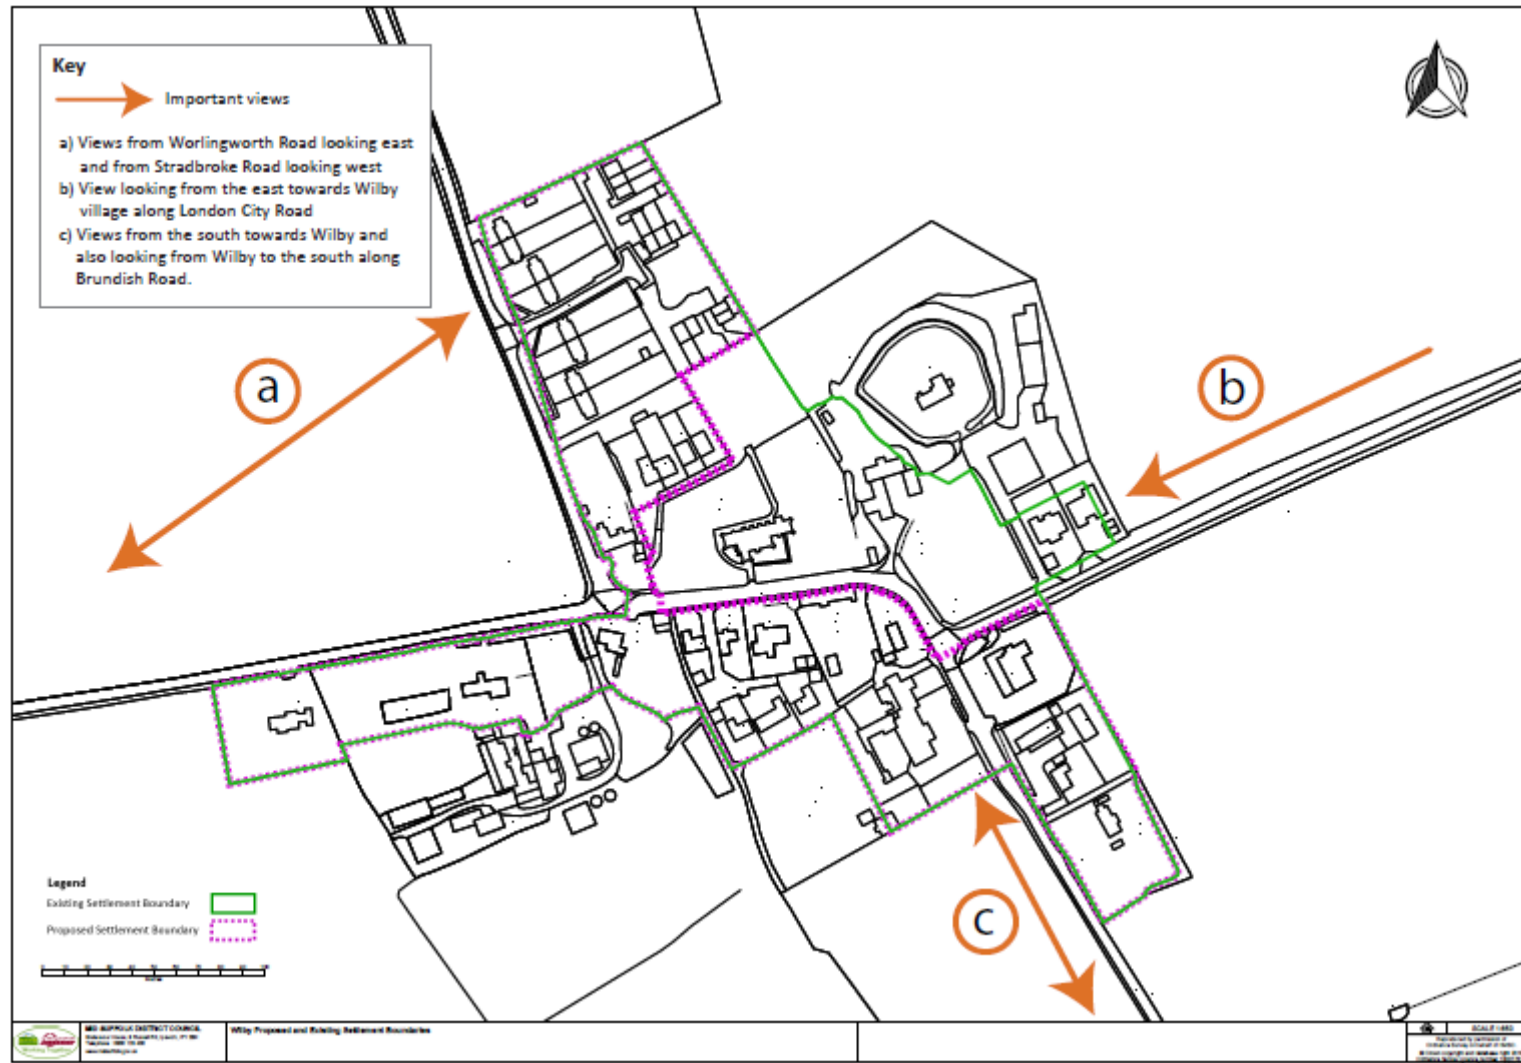 Key
Important views
a) Views from Worlingworth Road looking east
and from Stradbroke Road looking west
b) View looking from the east towards Wilby
village along London City Road
c) Views from the south towards Wilby and
also looking from Wilby to the south along
Brundish Road.
a
b
c
Legend
Existing Settlement Boundary
Proposed Settlement Boundary
MID SUFFOLK DISTRICT COUNCIL
Wilby Proposed and Existing Settlement Boundaries